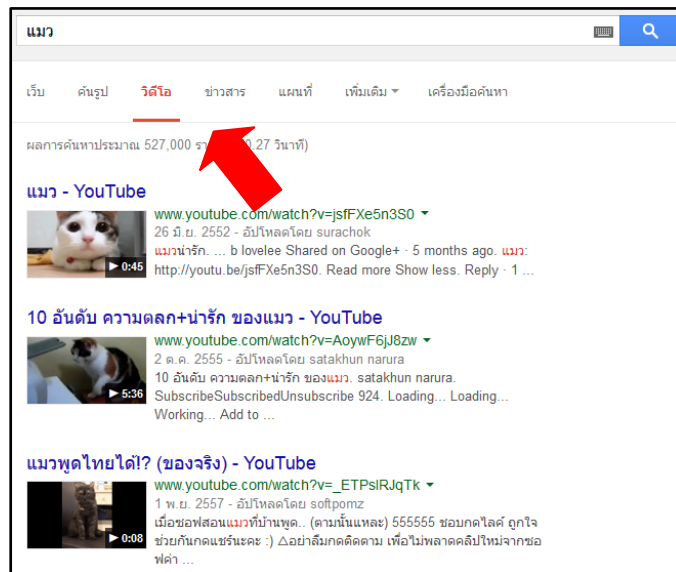 แมว
เว็บ ค้นรูป วิดีโอ ข่าวสาร แผนที่ เพิ่มเติม เครื่องมือค้นหา
ผลการค้นหาประมาณ 527,000 0.27 วินาที)
แมว - YouTube
www.youtube.com/watch?v=jsfFXe5n3S0
26 มิ.ย. 2552 - อัปโหลดโดย surachok
แมวน่ารัก. ... b lovelee Shared on Google+ · 5 months ago. แมว:
0:45 http://youtu.be/jsfFXe5n3S0. Read more Show less. Reply · 1 ...
10 อันดับ ความตลก+น่ารัก ของแมว - YouTube
www.youtube.com/watch?v=AoywF6jJ8zw
2 ต.ค. 2555 - อัปโหลดโดย satakhun narura
10 อันดับ ความตลก+น่ารัก ของแมว. satakhun narura.
5:36 SubscribeSubscribedUnsubscribe 924. Loading... Loading...
Working... Add to ...
แมวพูดไทยได้!? (ของจริง) - YouTube
www.youtube.com/watch?v=_ETPslRJqTk
1 พ.ย. 2557 - อัปโหลดโดย softpomz
เมื่อซอฟสอนแมวที่บ้านพูด.. (ตามนั้นแหละ) 555555 ชอบกดไลค์ ถูกใจ
0:08 ช่วยกันกดแชร์นะคะ :) △อย่าลืมกดติดตาม เพื่อไม่พลาดคลิปใหม่จากซอ
ฟค่า ...